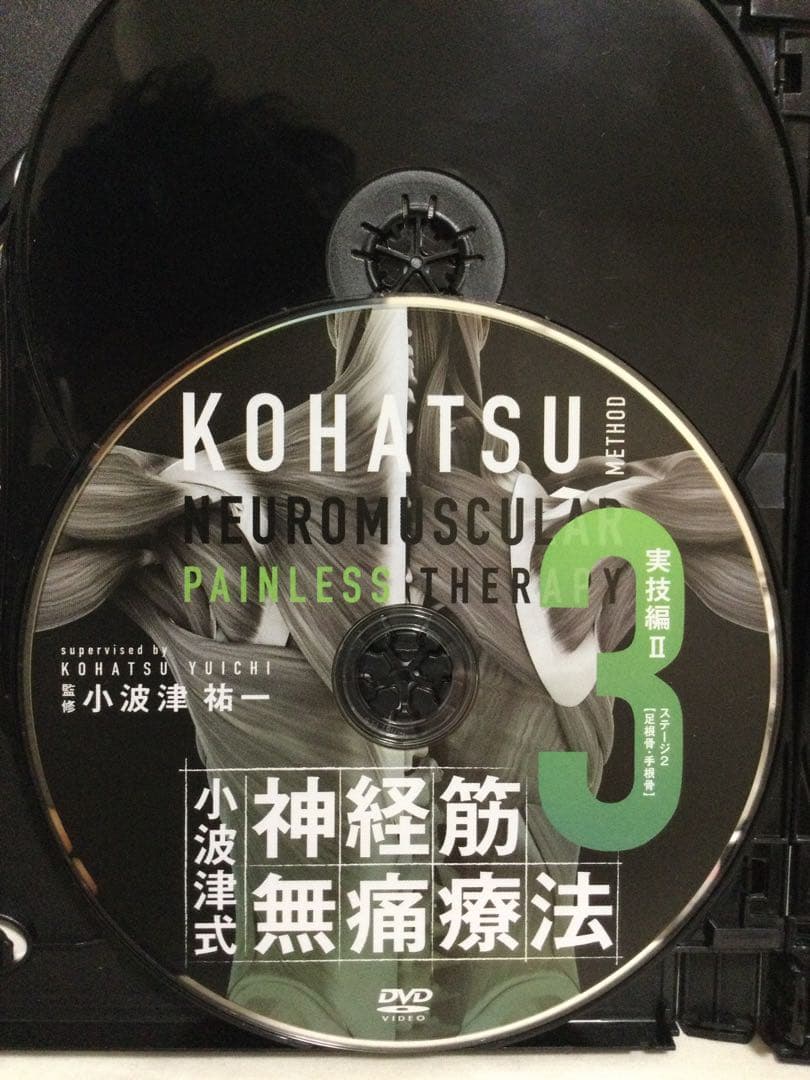 KOHATSU
METHOD
NEUROMUSCULAR
PAINLESS THERAPY
3
実技編Ⅱ
ステージ2
[足根骨・手根骨]
supervised by
KOHATSU YUICHI
監修 小波津 祐一
小波津式
神経筋
無痛療法
DVD
VIDEO